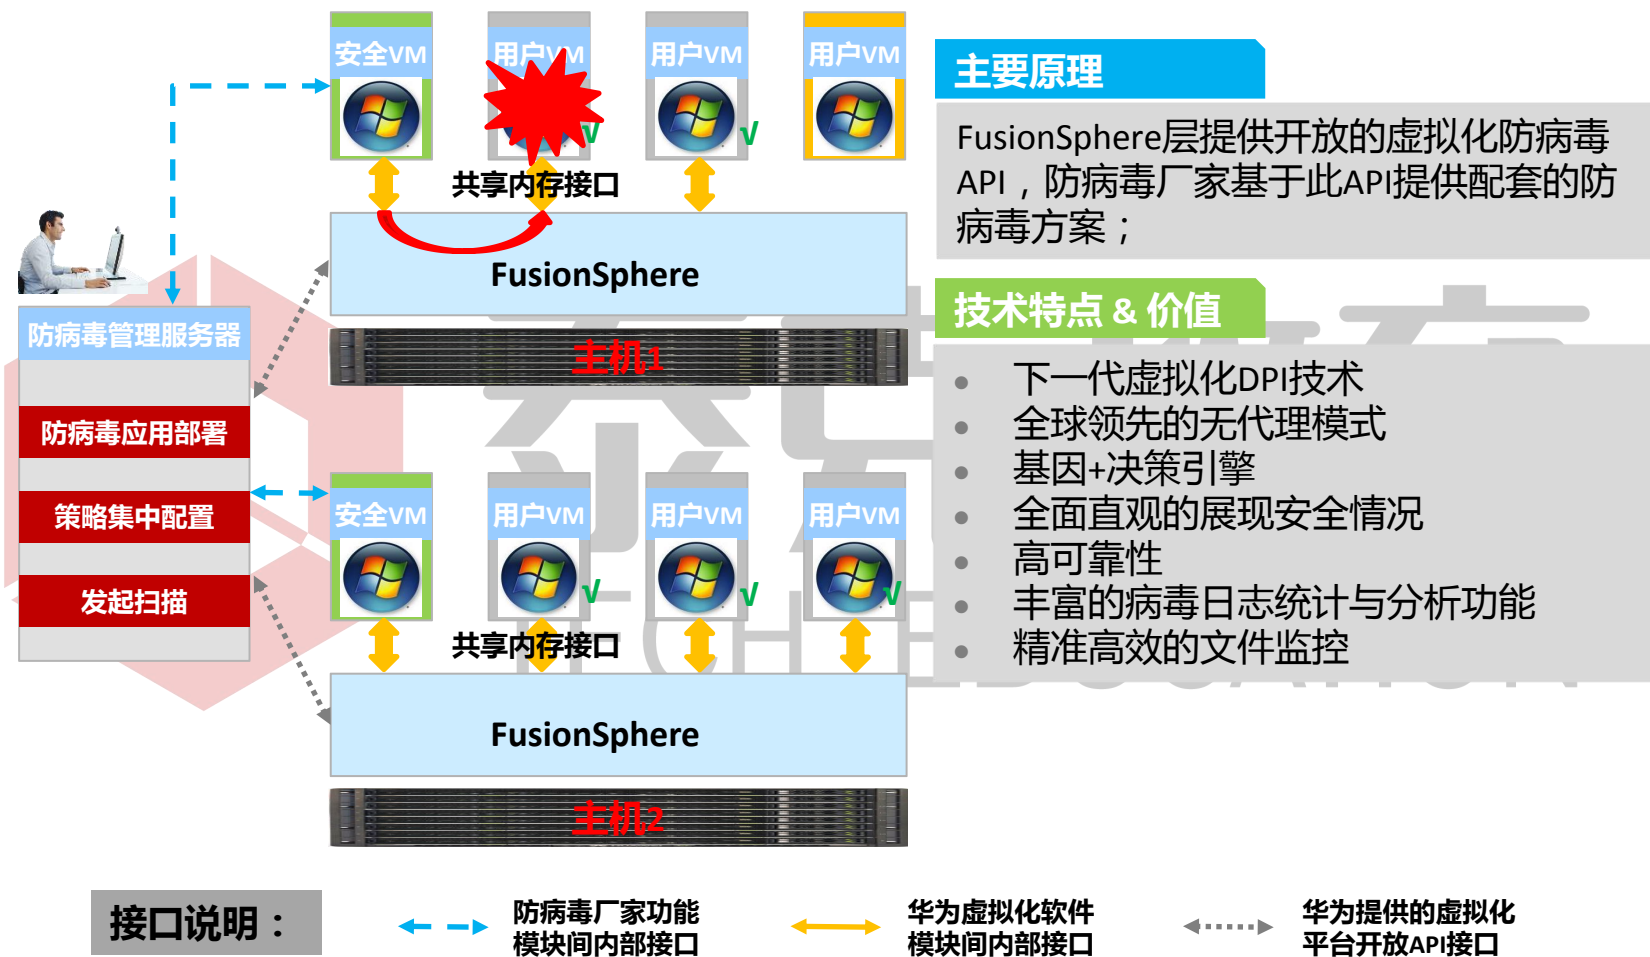 安全VM
用户VM
用户VM
用户VM
√
√
共享内存接口
FusionSphere
主机1
防病毒管理服务器
防病毒应用部署
策略集中配置
发起扫描
安全VM
用户VM
用户VM
用户VM
√
√
√
共享内存接口
FusionSphere
主机2
主要原理
FusionSphere层提供开放的虚拟化防病毒
API，防病毒厂家基于此API提供配套的防
病毒方案；
技术特点 & 价值
下一代虚拟化DPI技术
全球领先的无代理模式
基因+决策引擎
全面直观的展现安全情况
高可靠性
丰富的病毒日志统计与分析功能
精准高效的文件监控
接口说明：
防病毒厂家功能
模块间内部接口
华为虚拟化软件
模块间内部接口
华为提供的虚拟化
平台开放API接口